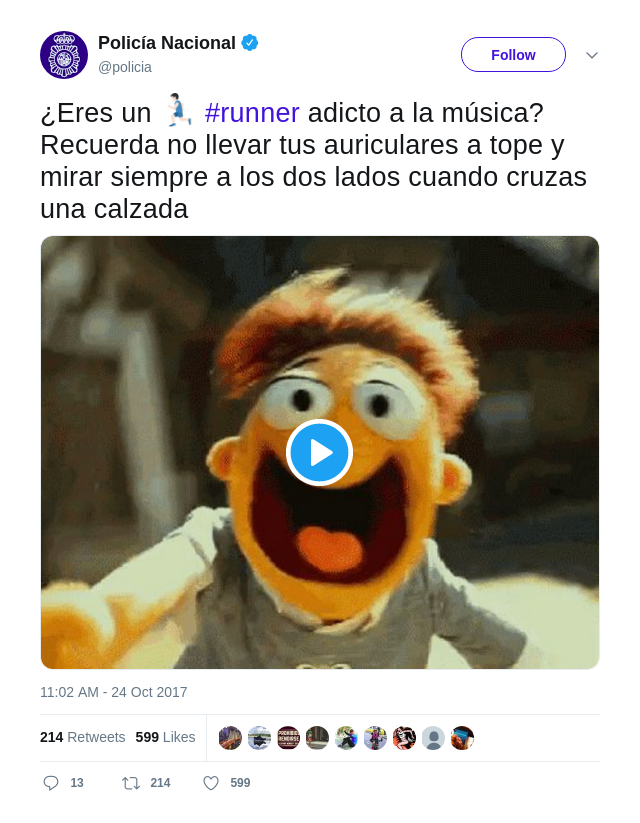 Policía Nacional
@policia
Follow
¿Eres un #runner adicto a la música?
Recuerda no llevar tus auriculares a tope y
mirar siempre a los dos lados cuando cruzas
una calzada
11:02 AM - 24 Oct 2017
214 Retweets 599 Likes
13 214 599